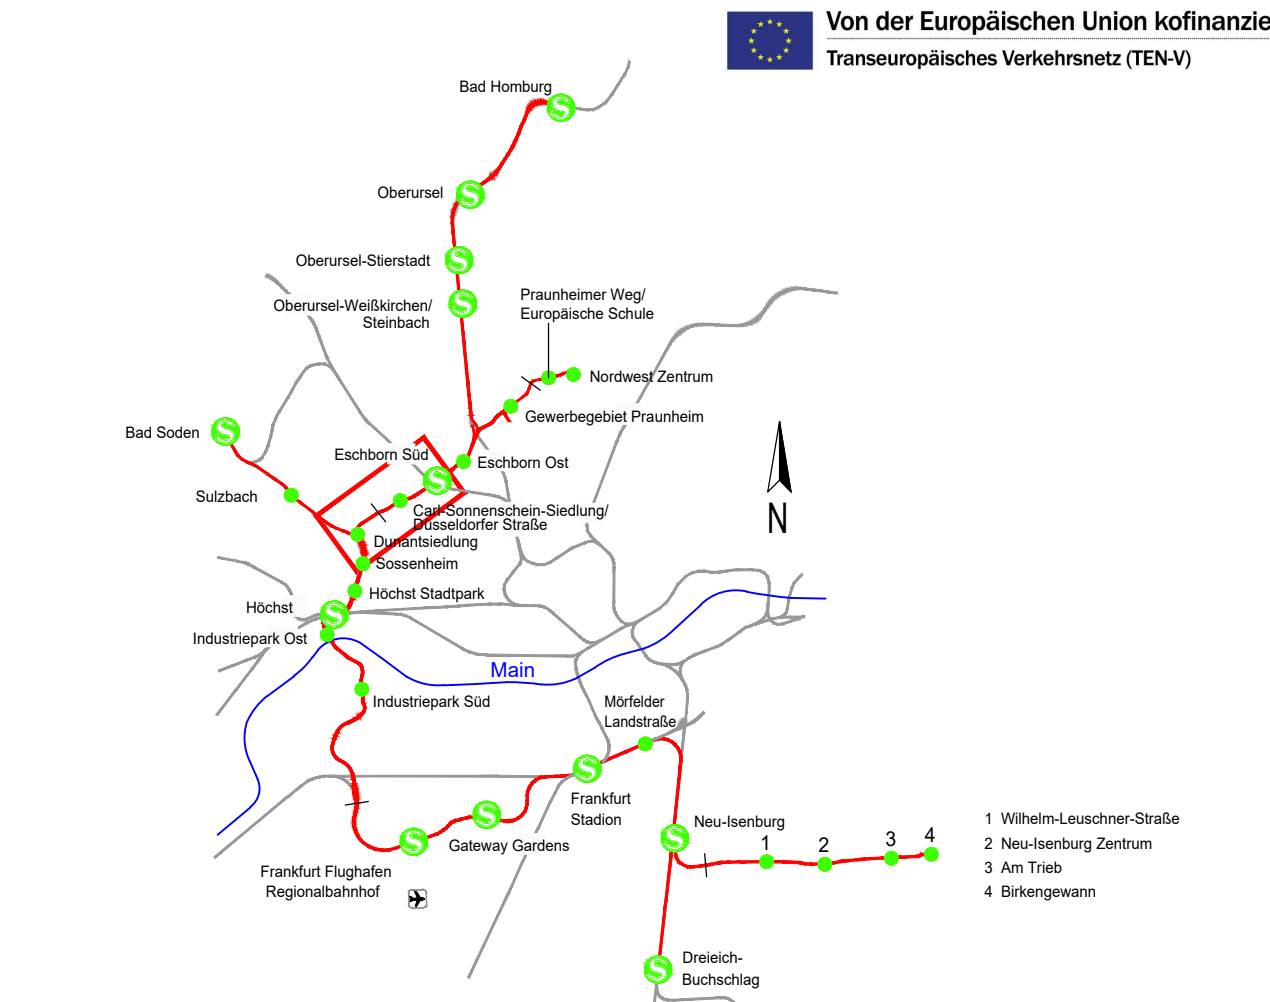 Von der Europäischen Union kofinanzie
Transeuropäisches Verkehrsnetz (TEN-V)
Bad Homburg
S
Oberursel
S
Oberursel-Stierstadt
S
Oberursel-Weißkirchen/
Steinbach
S
Praunheimer Weg/
Europäische Schule
Nordwest Zentrum
Gewerbegebiet Praunheim
Bad Soden
S
Eschborn Süd
S
Eschborn Ost
Sulzbach
Carl-Sonnenschein-Siedlung/
Düsseldorfer Straße
Dunantsiedlung
Sossenheim
Höchst Stadtpark
Höchst
S
Industriepark Ost
N
Main
Industriepark Süd
Mörfelder
Landstraße
S
Frankfurt
Stadion
S
Gateway Gardens
S
Frankfurt Flughafen
Regionalbahnhof
Neu-Isenburg
S
1
2
3
4
1 Wilhelm-Leuschner-Straße
2 Neu-Isenburg Zentrum
3 Am Trieb
4 Birkengewann
Dreieich-
Buchschlag
S